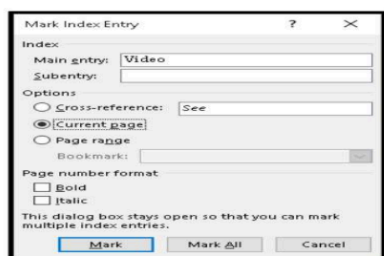 Mark Index Entry ? ×
Index
Main entry: Video
Subentry:
Options
Cross-reference: See
Current page
Page range
Bookmark:
Page number format
Bold
Italic
This dialog box stays open so that you can mark
multiple index entries.
Mark Mark All Cancel